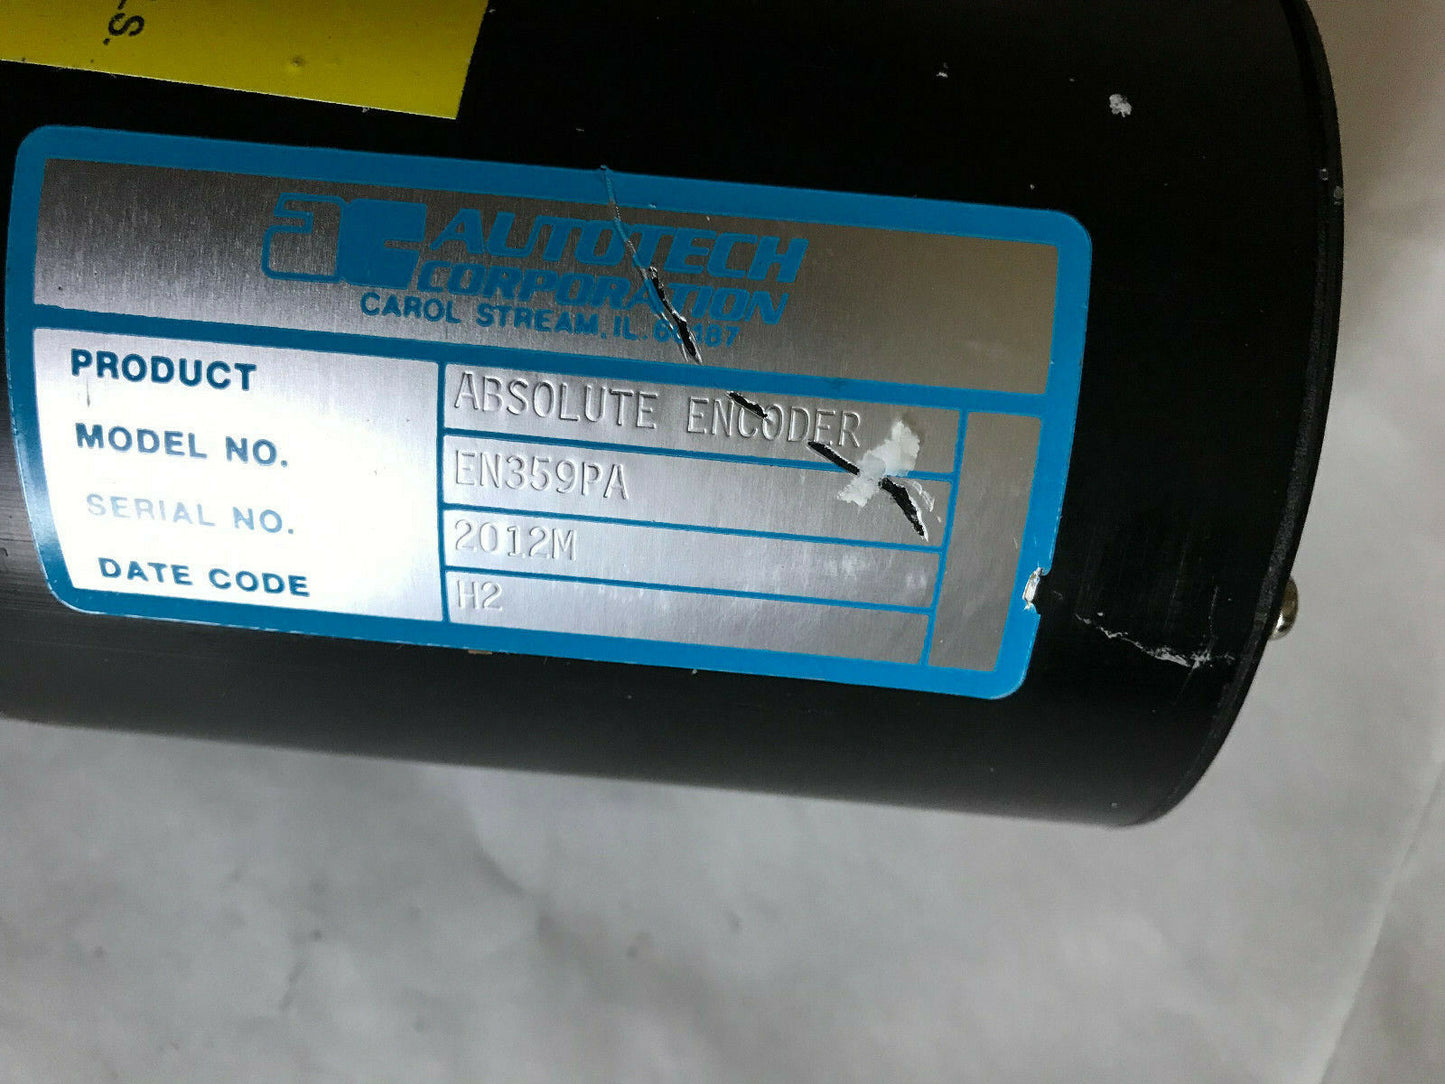 S.
AUTOTECH
CORPORATION
CAROL STREAM, IL.
PRODUCT ABSOLUTE ENCODER
MODEL NO. EN359PA
SERIAL NO. 2012M
DATE CODE H2